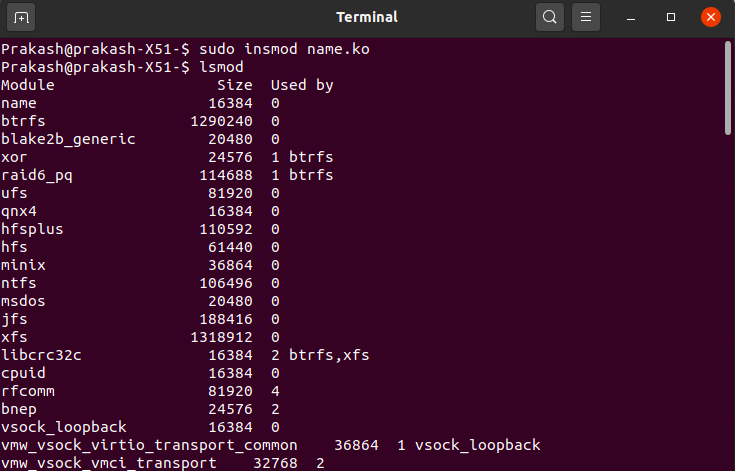 Terminal
Prakash@prakash-X51-$ sudo insmod name.ko
Prakash@prakash-X51-$ lsmod
Module                  Size  Used by
name                   16384  0
btrfs                1290240  0
blake2b_generic        20480  0
xor                    24576  1 btrfs
raid6_pq              114688  1 btrfs
ufs                    81920  0
qnx4                   16384  0
hfsplus               110592  0
hfs                    61440  0
minix                  36864  0
ntfs                  106496  0
msdos                  20480  0
jfs                   188416  0
xfs                  1318912  0
libcrc32c              16384  2 btrfs,xfs
cpuid                  16384  0
rfcomm                 81920  4
bnep                   24576  2
vsock_loopback         16384  0
vmw_vsock_virtio_transport_common    36864  1 vsock_loopback
vmw_vsock_vmci_transport    32768  2